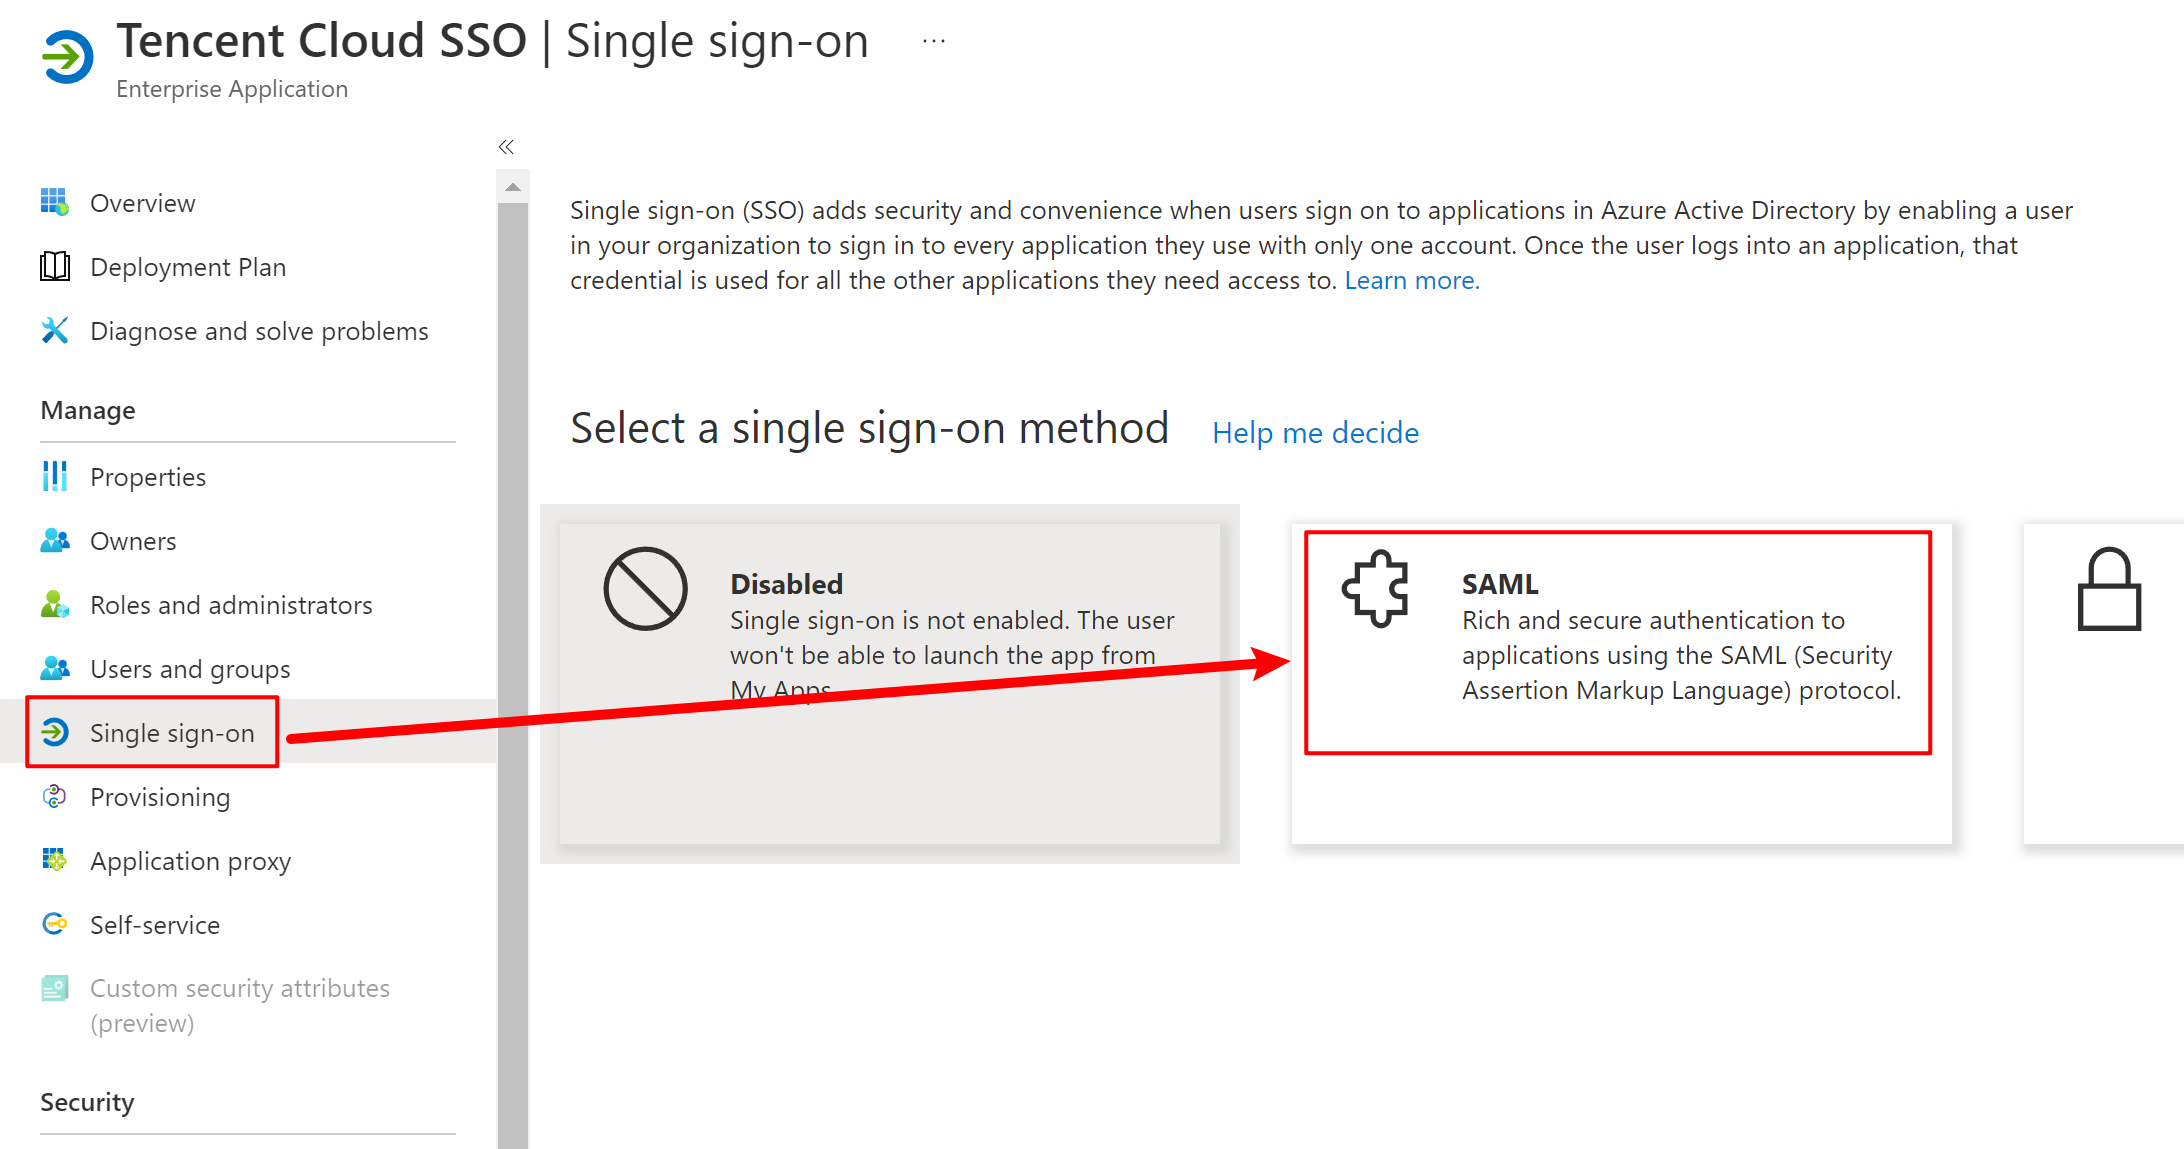 Tencent Cloud SSO | Single sign-on ...
Enterprise Application
Overview
Deployment Plan
Diagnose and solve problems
Manage
Properties
Owners
Roles and administrators
Users and groups
Single sign-on
Provisioning
Application proxy
Self-service
Custom security attributes
(preview)
Security
Single sign-on (SSO) adds security and convenience when users sign on to applications in Azure Active Directory by enabling a user
in your organization to sign in to every application they use with only one account. Once the user logs into an application, that
credential is used for all the other applications they need access to. Learn more.
Select a single sign-on method Help me decide
Disabled
Single sign-on is not enabled. The user
won't be able to launch the app from
My Apps.
SAML
Rich and secure authentication to
applications using the SAML (Security
Assertion Markup Language) protocol.